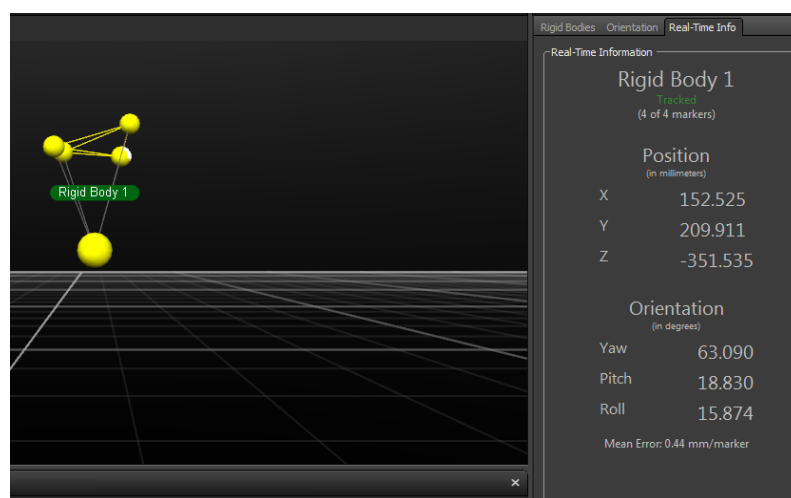 Rigid Bodies Orientation Real-Time Info
Real-Time Information
Rigid Body 1
Tracked
(4 of 4 markers)
Position
(in millimeters)
X 152.525
Y 209.911
Z -351.535
Orientation
(in degrees)
Yaw 63.090
Pitch 18.830
Roll 15.874
Mean Error: 0.44 mm/marker
Rigid Body 1